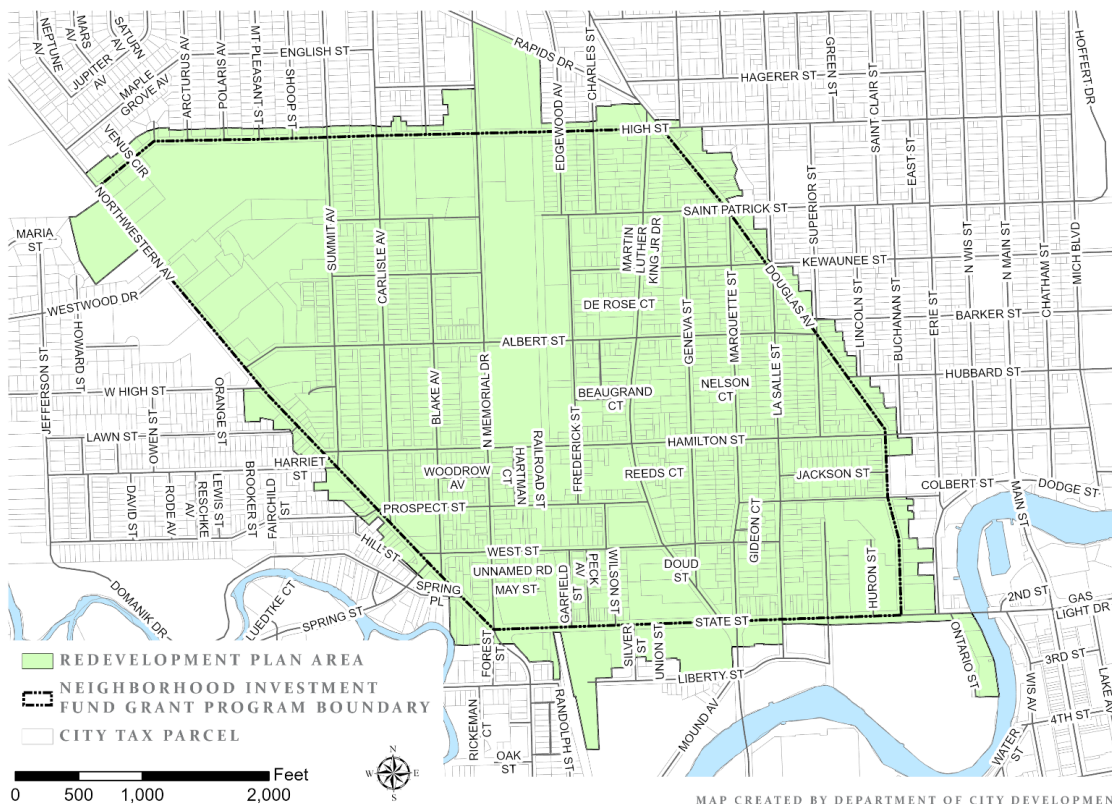 NEPTUNE
AV
MARS
AV
SATURN
AV
JUPITER
AV
MAPLE
GROVE AV
ARCTURUS AV
POLARIS AV
MT PLEASANT ST
SHOOP ST
ENGLISH ST
RAPIDS DR
EDGEWOOD AV
CHARLES ST
HAGERER ST
GREEN ST
SAINT CLAIR ST
EAST ST
HOFFERT DR
VENUS CIR
HIGH ST
NORTHWESTERN AV
MARIA
ST
WESTWOOD DR
SUMMIT AV
CARLISLE AV
MARTIN
LUTHER
KING JR DR
SAINT PATRICK ST
SUPERIOR ST
KEWAUNEE ST
N WIS ST
N MAIN ST
CHATHAM ST
MICH BLVD
DE ROSE CT
DOUGLAS AV
GENEVA ST
MARQUETTE ST
LINCOLN ST
BUCHANAN ST
ERIE ST
BARKER ST
JEFFERSON ST
HOWARD ST
ALBERT ST
W HIGH ST
ORANGE ST
BLAKE AV
N MEMORIAL DR
BEAUGRAND
CT
NELSON
CT
LA SALLE ST
HUBBARD ST
OWEN ST
LAWN ST
HARRIET
ST
WOODROW
AV
HARTMAN
CT
RAILROAD ST
FREDERICK ST
HAMILTON ST
REEDS CT
JACKSON ST
COLBERT ST
DODGE ST
MAIN ST
DAVID ST
RODE AV
RESCHKE
AV
LEWIS ST
BROOKER ST
FAIRCHILD
ST
PROSPECT ST
GIDEON CT
HILL ST
WEST ST
UNNAMED RD
MAY ST
GARFIELD
ST
PECK
AV
WILSON ST
DOUD
ST
HURON ST
2ND ST
GAS
LIGHT DR
DOMANIK DR
LUEDTKE CT
SPRING ST
SPRING
PL
STATE ST
FOREST
ST
SILVER
ST
UNION ST
LIBERTY ST
ONTARIO ST
3RD ST
WIS AV
LAKE AV
4TH ST
WATER
ST
MOUND AV
RANDOLPH ST
RICKEMAN
CT
OAK
ST
REDEVELOPMENT PLAN AREA
NEIGHBORHOOD INVESTMENT
FUND GRANT PROGRAM BOUNDARY
CITY TAX PARCEL
0 500 1,000 2,000
Feet
N
W E
S
MAP CREATED BY DEPARTMENT OF CITY DEVELOPMEN